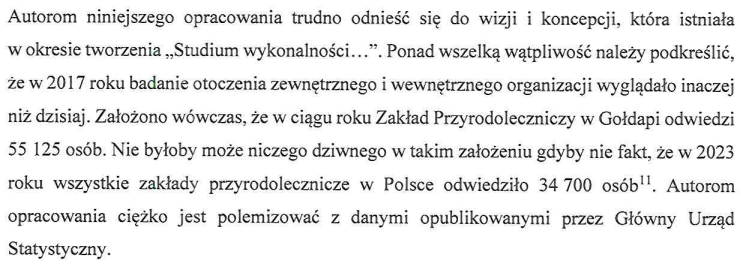 Autorom niniejszego opracowania trudno odnieść się do wizji i koncepcji, która istniała
w okresie tworzenia „Studium wykonalności…”. Ponad wszelką wątpliwość należy podkreślić,
że w 2017 roku badanie otoczenia zewnętrznego i wewnętrznego organizacji wyglądało inaczej
niż dzisiaj. Założono wówczas, że w ciągu roku Zakład Przyrodoleczniczy w Gołdapi odwiedzi
55 125 osób. Nie byłoby może niczego dziwnego w takim założeniu gdyby nie fakt, że w 2023
roku wszystkie zakłady przyrodolecznicze w Polsce odwiedziło 34 700 osób¹¹. Autorom
opracowania ciężko jest polemizować z danymi opublikowanymi przez Główny Urząd
Statystyczny.